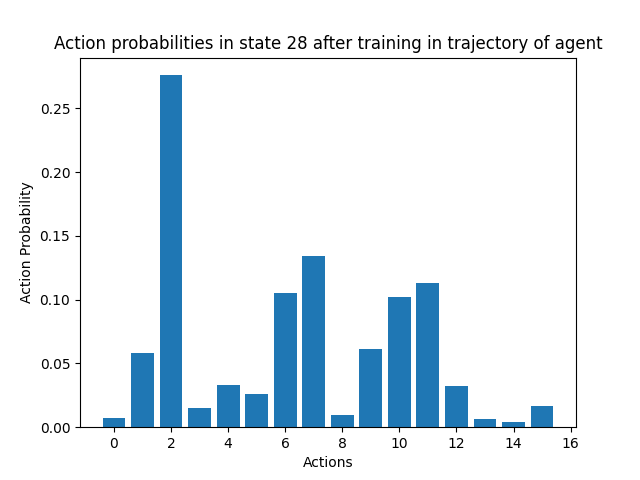 Action probabilities in state 28 after training in trajectory of agent
Action Probability
0.25
0.20
0.15
0.10
0.05
0.00
0 2 4 6 8 10 12 14 16
Actions